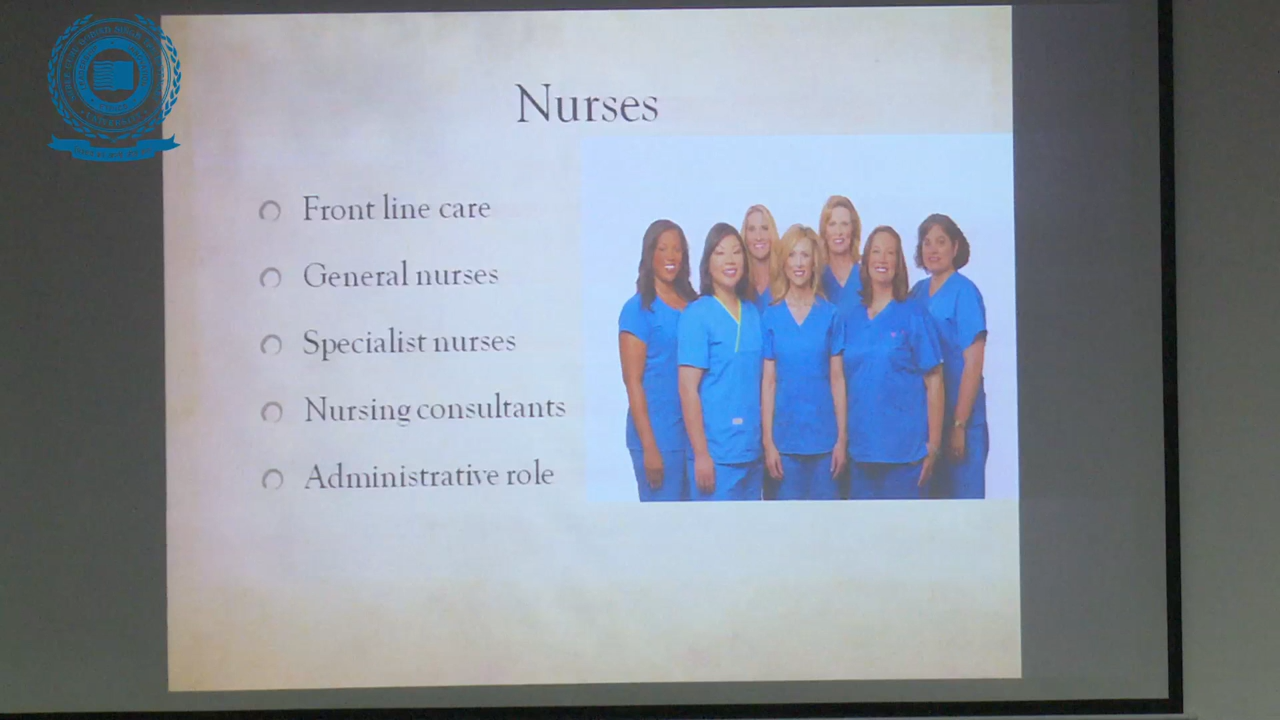 Nurses
Front line care
General nurses
Specialist nurses
Nursing consultants
Administrative role